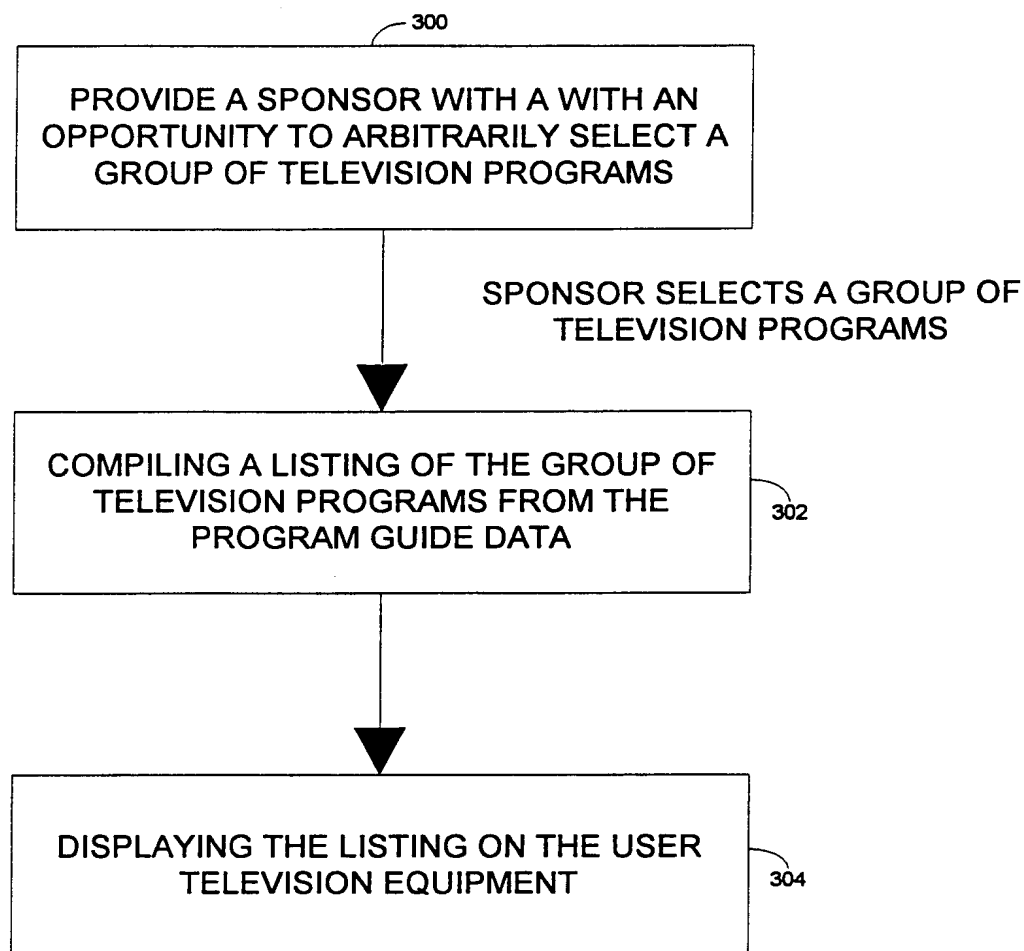 300
PROVIDE A SPONSOR WITH A WITH AN
OPPORTUNITY TO ARBITRARILY SELECT A
GROUP OF TELEVISION PROGRAMS
SPONSOR SELECTS A GROUP OF
TELEVISION PROGRAMS
COMPILING A LISTING OF THE GROUP OF
TELEVISION PROGRAMS FROM THE
PROGRAM GUIDE DATA
302
DISPLAYING THE LISTING ON THE USER
TELEVISION EQUIPMENT
304